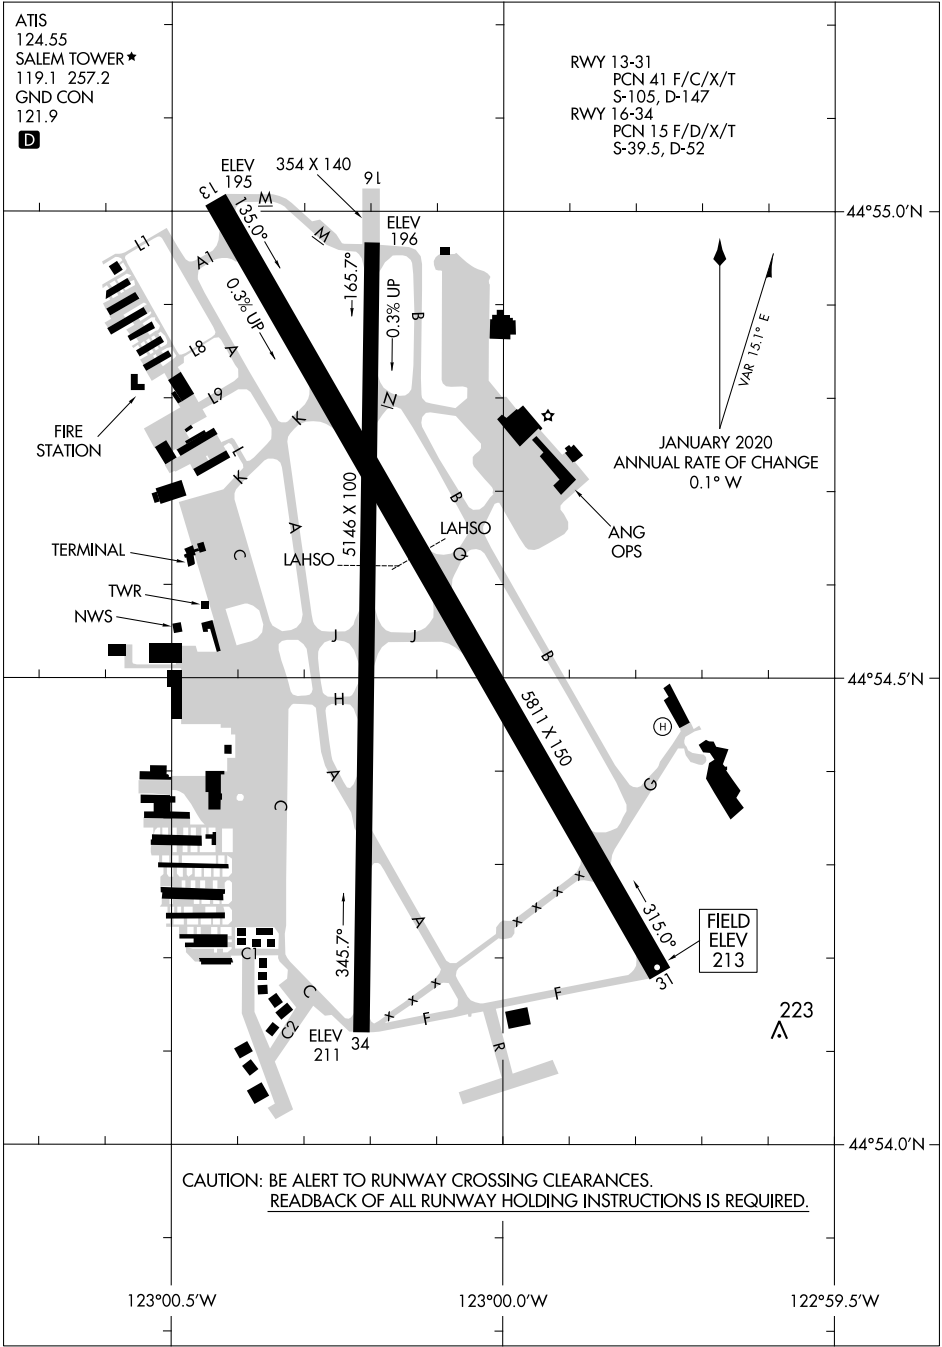 ATIS
124.55
SALEM TOWER★
119.1 257.2
GND CON
121.9
D
RWY 13-31
PCN 41 F/C/X/T
S-105, D-147
RWY 16-34
PCN 15 F/D/X/T
S-39.5, D-52
354 X 140
ELEV
195
13
16
M
M
ELEV
196
44°55.0'N
135.0°
165.7°
0.3% UP
0.3% UP
L1
A1
B
L8
A
L9
N
K
L
K
FIRE
STATION
VAR 15.1° E
JANUARY 2020
ANNUAL RATE OF CHANGE
0.1° W
5146 X 100
A
B
LAHSO
LAHSO
Q
C
ANG
OPS
TERMINAL
TWR
NWS
J
J
B
44°54.5'N
H
5811 X 150
H
A
G
C
A
345.7°
315.0°
FIELD
ELEV
213
31
x
x
x
x
x
x
x
C1
C
C2
F
F
R
ELEV
211
34
223
44°54.0'N
CAUTION: BE ALERT TO RUNWAY CROSSING CLEARANCES.
READBACK OF ALL RUNWAY HOLDING INSTRUCTIONS IS REQUIRED.
123°00.5'W
123°00.0'W
122°59.5'W